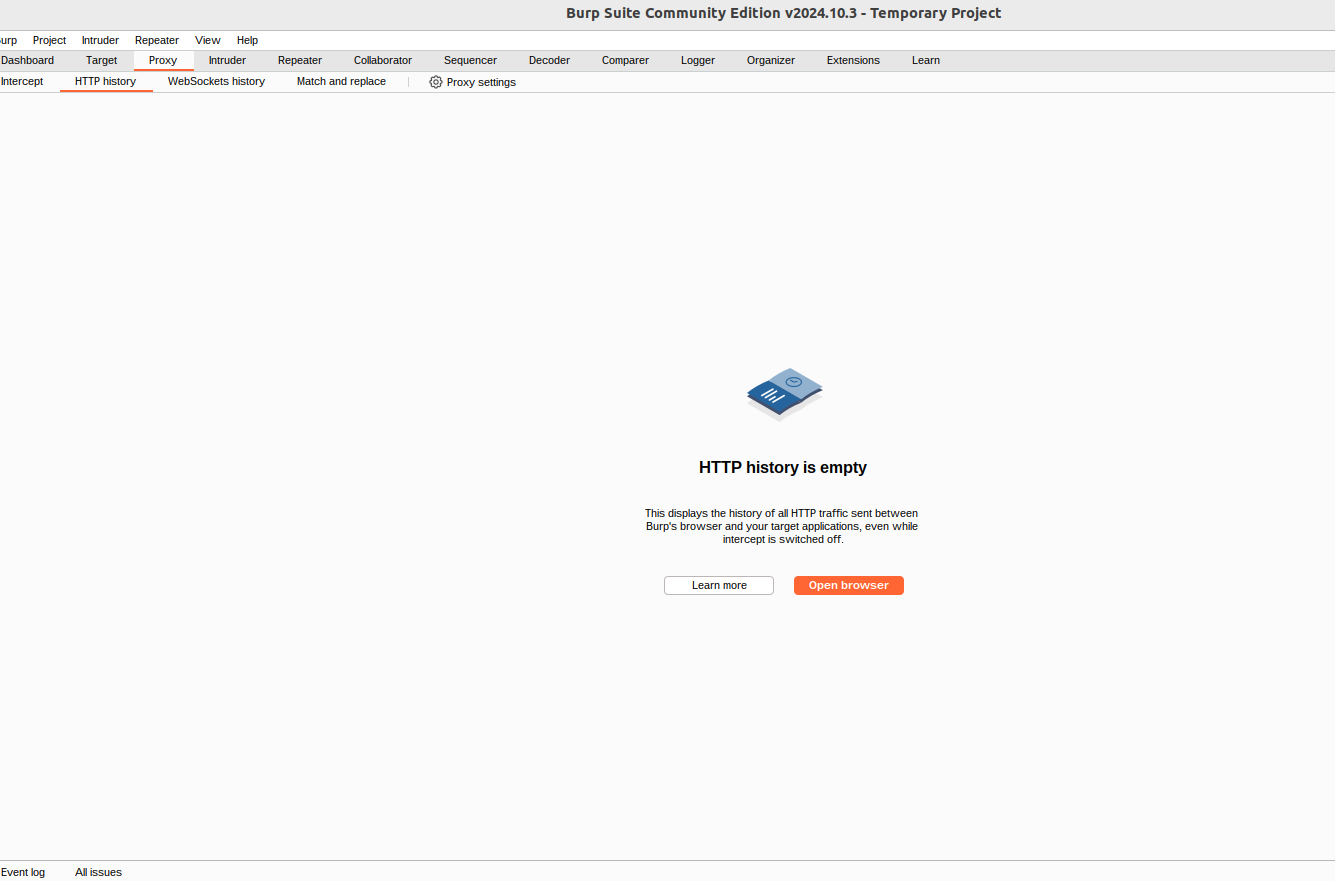 Burp Suite Community Edition v2024.10.3 - Temporary Project
urp Project Intruder Repeater View Help
Dashboard Target Proxy Intruder Repeater Collaborator Sequencer Decoder Comparer Logger Organizer Extensions Learn
Intercept HTTP history WebSockets history Match and replace Proxy settings
HTTP history is empty
This displays the history of all HTTP traffic sent between
Burp's browser and your target applications, even while
intercept is switched off.
Learn more Open browser
Event log All issues